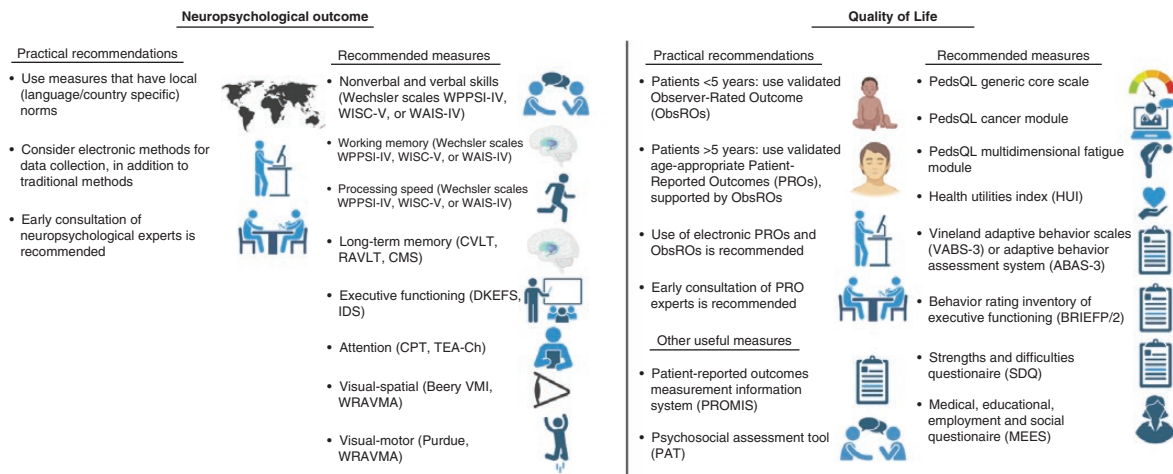 Neuropsychological outcome
Practical recommendations
• Use measures that have local
(language/country specific)
norms
• Consider electronic methods for
data collection, in addition to
traditional methods
• Early consultation of
neuropsychological experts is
recommended
Recommended measures
• Nonverbal and verbal skills
(Wechsler scales WPPSI-IV,
WISC-V, or WAIS-IV)
• Working memory (Wechsler scales
WPPSI-IV, WISC-V, or WAIS-IV)
• Processing speed (Wechsler scales
WPPSI-IV, WISC-V, or WAIS-IV)
• Long-term memory (CVLT,
RAVLT, CMS)
• Executive functioning (DKEFS,
IDS)
• Attention (CPT, TEA-Ch)
• Visual-spatial (Beery VMI,
WRAVMA)
• Visual-motor (Purdue,
WRAVMA)
Quality of Life
Practical recommendations
• Patients <5 years: use validated
Observer-Rated Outcome
(ObsROs)
• Patients >5 years: use validated
age-appropriate Patient-
Reported Outcomes (PROs),
supported by ObsROs
• Use of electronic PROs and
ObsROs is recommended
• Early consultation of PRO
experts is recommended
Other useful measures
• Patient-reported outcomes
measurement information
system (PROMIS)
• Psychosocial assessment tool
(PAT)
Recommended measures
• PedsQL generic core scale
• PedsQL cancer module
• PedsQL multidimensional fatigue
module
• Health utilities index (HUI)
• Vineland adaptive behavior scales
(VABS-3) or adaptive behavior
assessment system (ABAS-3)
• Behavior rating inventory of
executive functioning (BRIEFP/2)
• Strengths and difficulties
questionaire (SDQ)
• Medical, educational,
employment and social
questionaire (MEES)